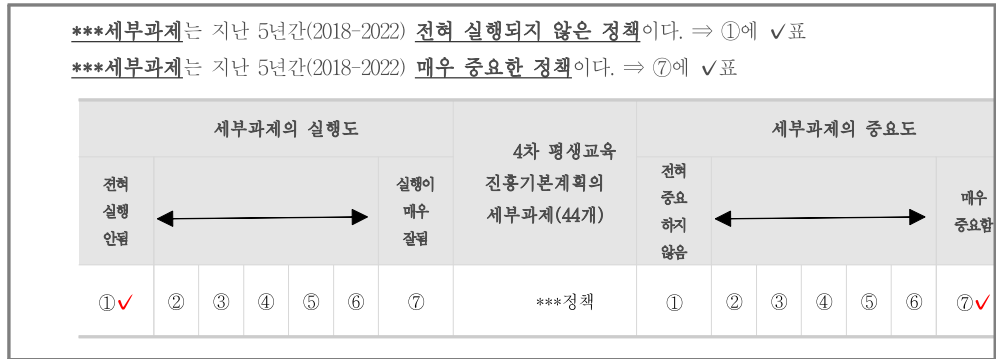 ***세부과제는 지난 5년간(2018-2022) 전혀 실행되지 않은 정책이다. ⇒ ①에 ✓표
***세부과제는 지난 5년간(2018-2022) 매우 중요한 정책이다. ⇒ ⑦에 ✓표
세부과제의 실행도
전혀
실행
안됨
실행이
매우
잘됨
4차 평생교육
진흥기본계획의
세부과제(44개)
세부과제의 중요도
전혀
중요
하지
않음
매우
중요함
①✓ ② ③ ④ ⑤ ⑥ ⑦ ***정책 ① ② ③ ④ ⑤ ⑥ ⑦✓